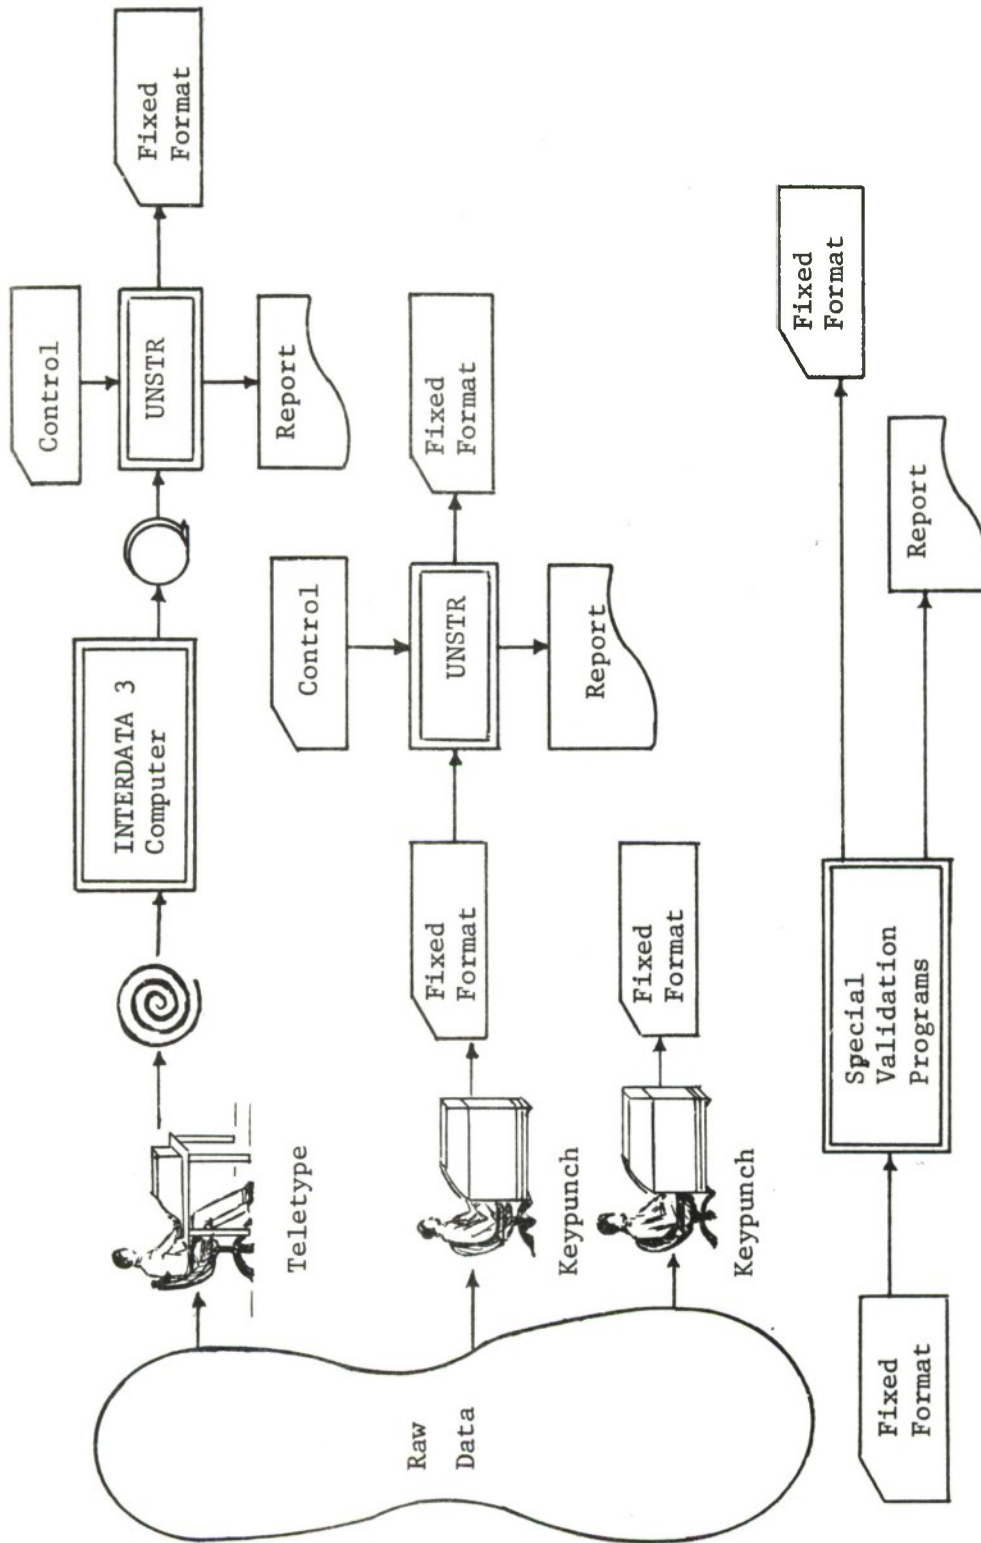 Raw
Data
Teletype
INTERDATA 3
Computer
Control
UNSTR
Report
Fixed
Format
Keypunch
Fixed
Format
Control
UNSTR
Report
Fixed
Format
Keypunch
Fixed
Format
Fixed
Format
Special
Validation
Programs
Fixed
Format
Report